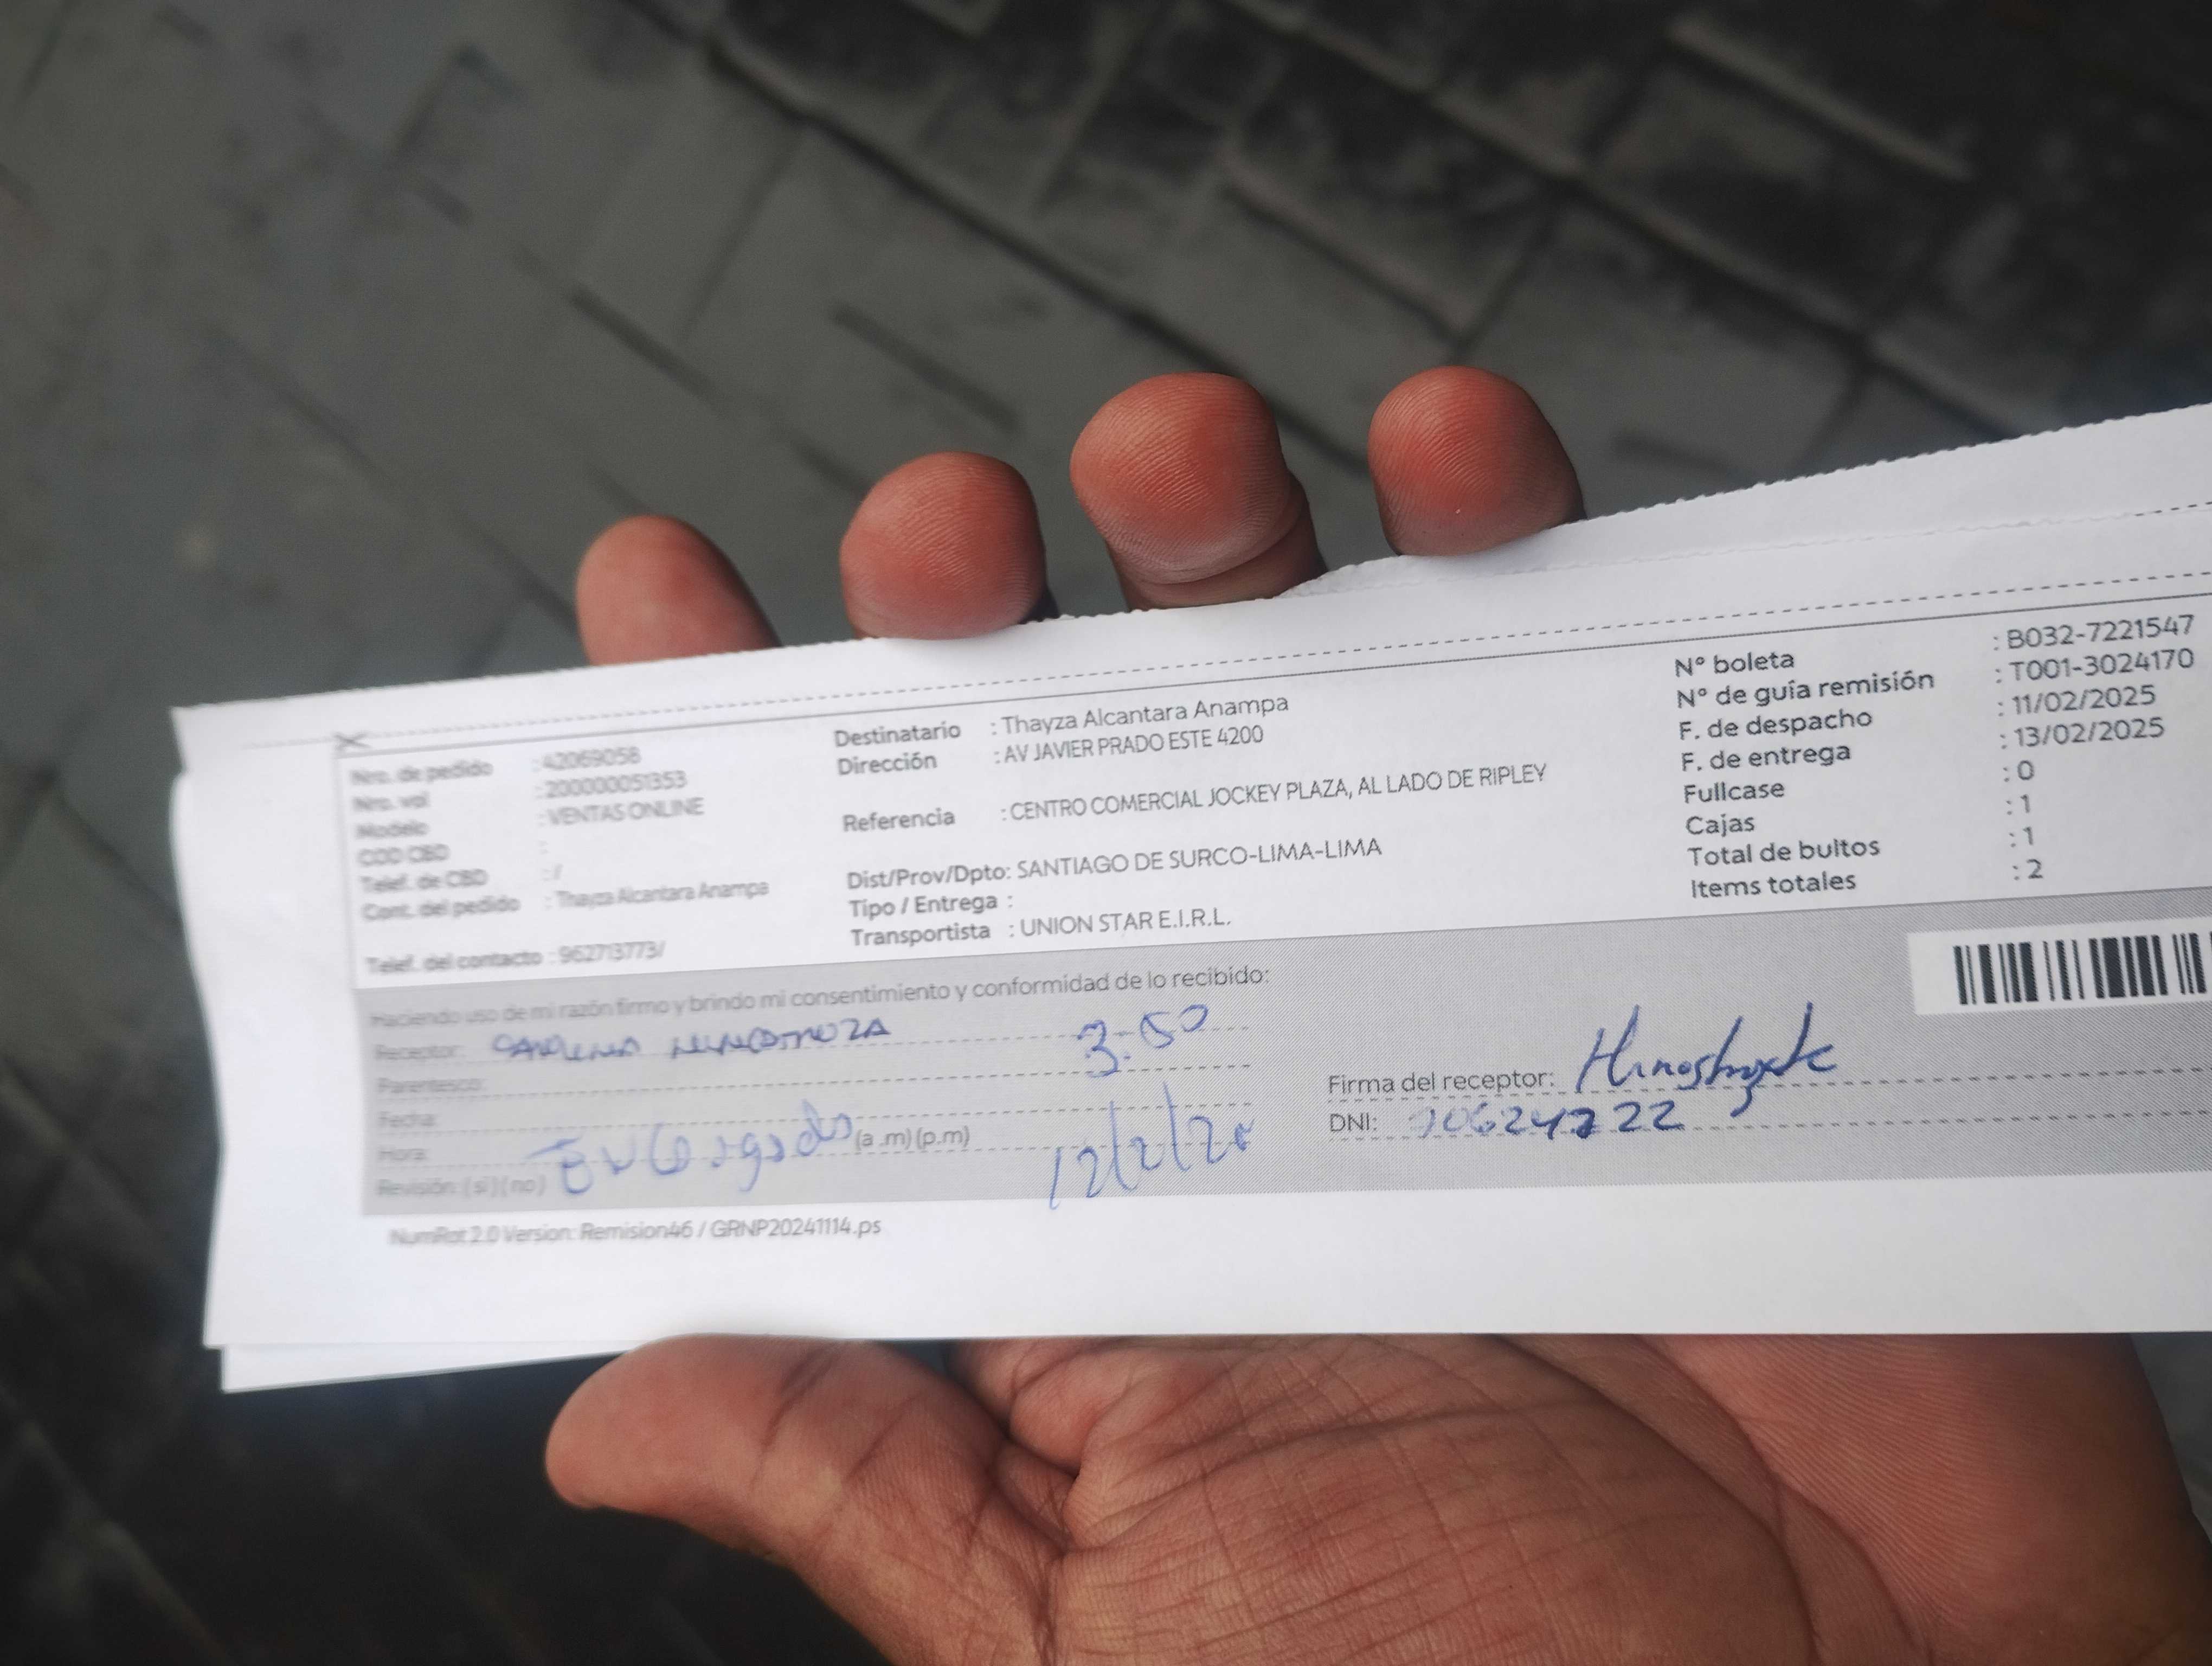 Nro. de pedido : 42069058
Nro. val : 200000051353
Modelo : VENTAS ONLINE
COD CBD :
Telef. de CBD : /
Cont. del pedido : Thayza Alcantara Anampa
Telef. del contacto : 962713773/
Destinatario : Thayza Alcantara Anampa
Dirección : AV JAVIER PRADO ESTE 4200
Referencia : CENTRO COMERCIAL JOCKEY PLAZA, AL LADO DE RIPLEY
Dist/Prov/Dpto: SANTIAGO DE SURCO-LIMA-LIMA
Tipo / Entrega :
Transportista : UNION STAR E.I.R.L.
N° boleta : B032-7221547
N° de guía remisión : T001-3024170
F. de despacho : 11/02/2025
F. de entrega : 13/02/2025
Fullcase : 0
Cajas : 1
Total de bultos : 1
Items totales : 2
Haciendo uso de mi razón firmo y brindo mi consentimiento y conformidad de lo recibido:
Receptor:
3:50
Parentesco:
Fecha:
Hora: (a .m) (p.m)
Revisión: (si) (no)
12/2/
Firma del receptor:
DNI:
NumRot 2.0 Version: Remision46 / GRNP20241114.ps